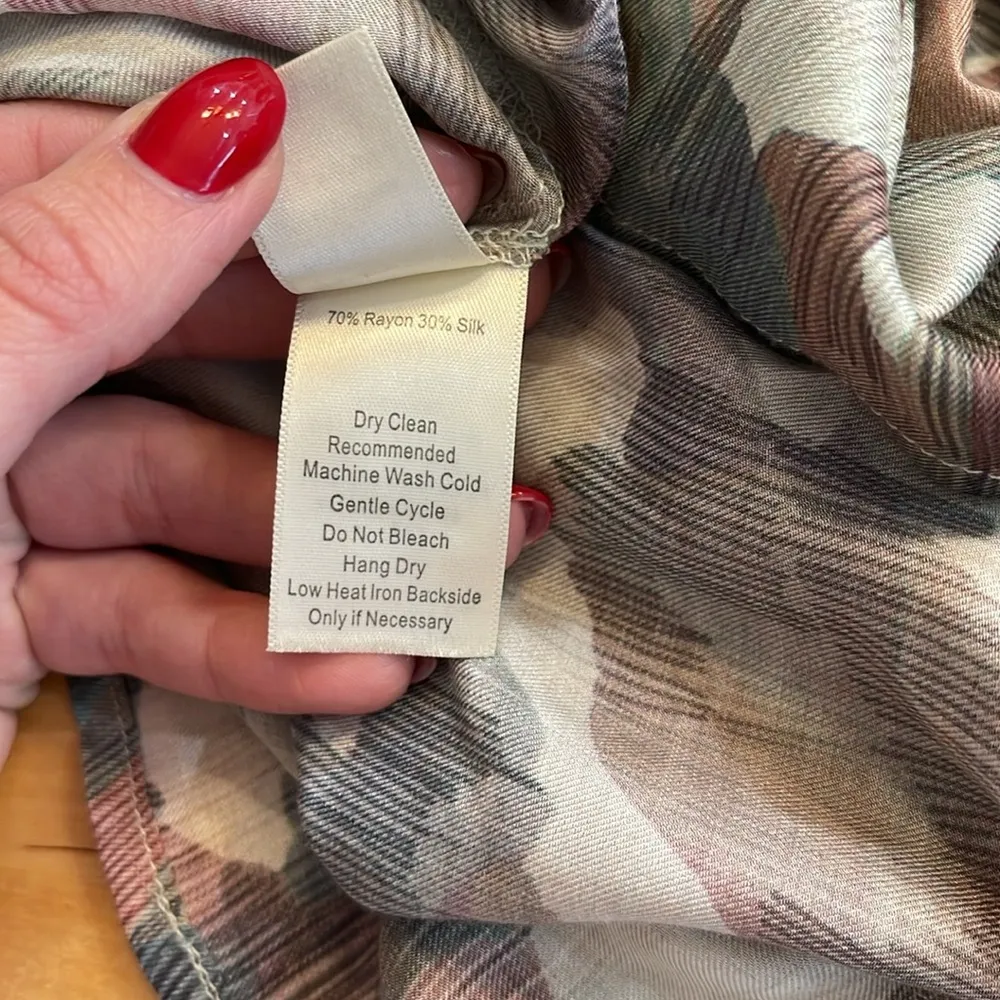 70% Rayon 30% Silk
Dry Clean
Recommended
Machine Wash Cold
Gentle Cycle
Do Not Bleach
Hang Dry
Low Heat Iron Backside
Only if Necessary